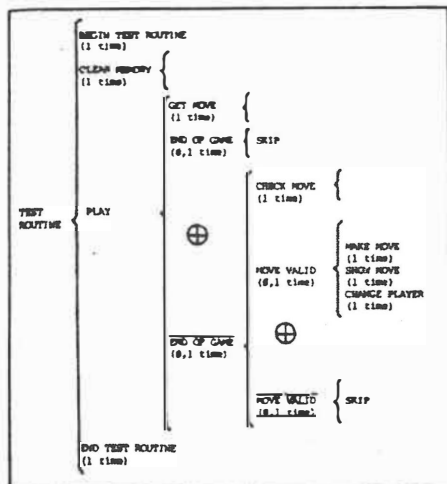 BEGIN TEST ROUTINE
(1 time)
CLEAR MEMORY
(1 time)
GET MOVE
(1 time)
END OF GAME
(0,1 time)
SKIP
CHECK MOVE
(1 time)
TEST
ROUTINE
PLAY
MOVE VALID
(0,1 time)
MAKE MOVE
(1 time)
SHOW MOVE
(1 time)
CHANGE PLAYER
(1 time)
END OF GAME
(0,1 time)
MOVE VALID
(0,1 time)
SKIP
END TEST ROUTINE
(1 time)